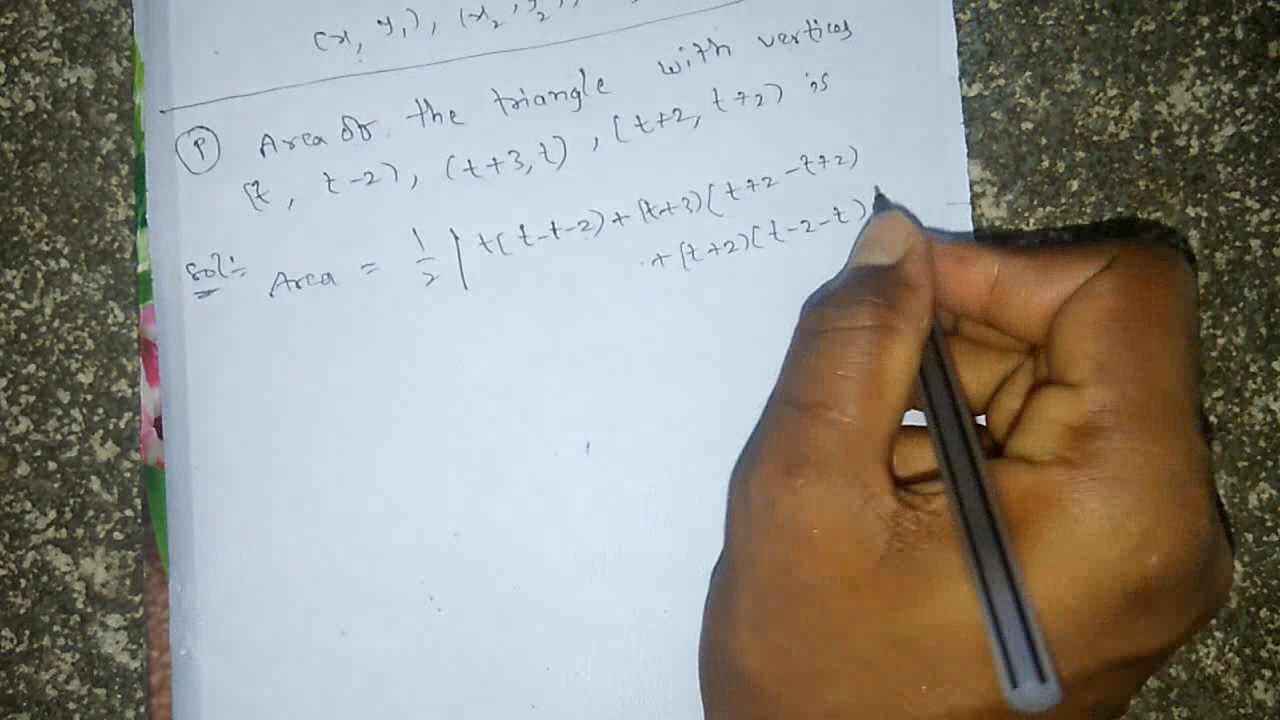 (x, y1), (x2, y2),
(P) Area of the triangle with vertices
(t, t-2), (t+3, t), (t+2, t+2) is
Sol:- Area = 1/2 | t(t-t-2) + (t+3)(t+2-t+2)
+ (t+2)(t-2-t) |